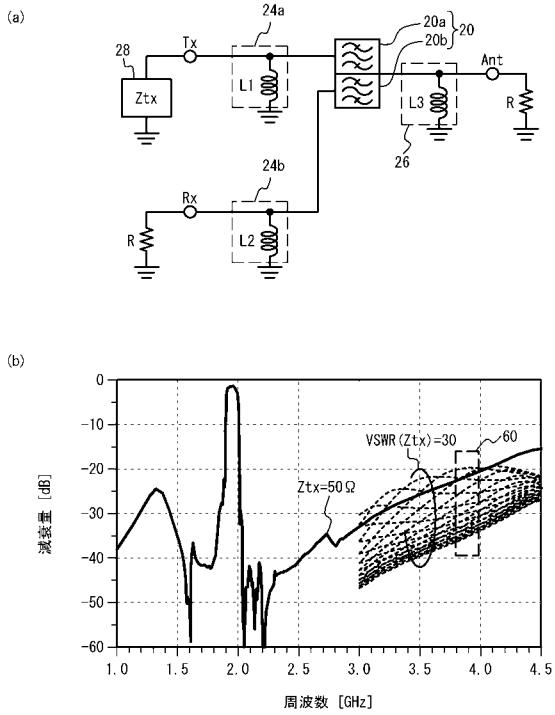 (a)
24a
20a
20b
20
28
Tx
Ant
Ztx
L1
L3
R
24b
26
Rx
R
L2
(b)
0
-10
-20
-30
-40
-50
-60
減衰量 [dB]
VSWR(Ztx)=30
60
Ztx=50Ω
1.0 1.5 2.0 2.5 3.0 3.5 4.0 4.5
周波数 [GHz]